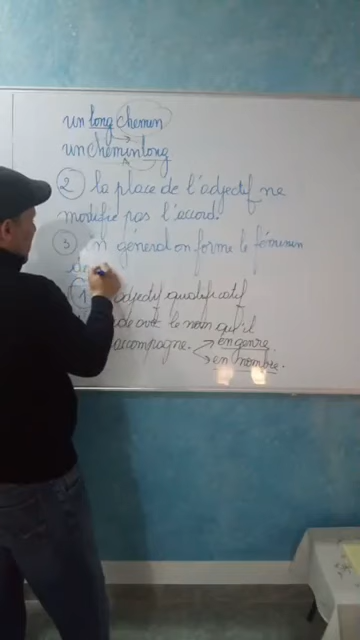 un long chemin
un chemin long
② la place de l'adjectif ne
modifie pas l'accord.
③ En général on forme le féminin
① adjectif qualificatif
avec le nom qu'il
accompagne. en genre
en nombre.